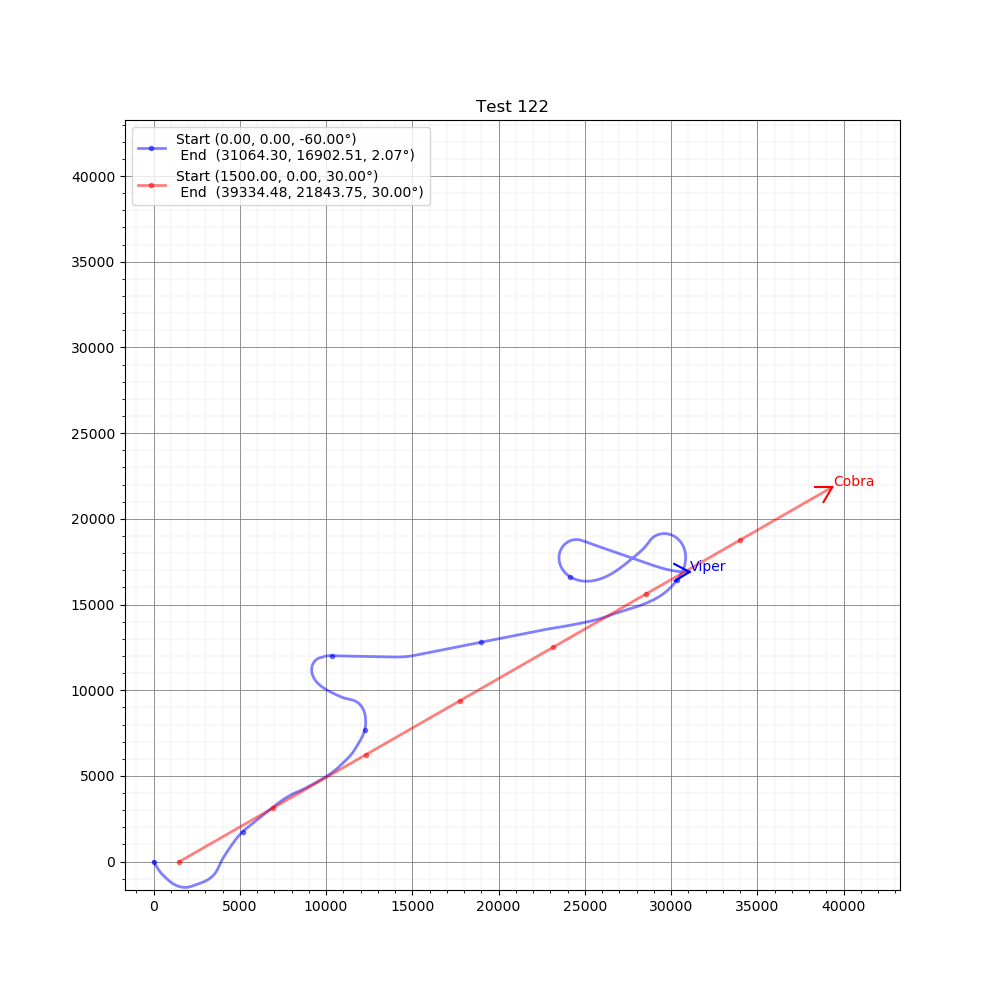 Test 122
Start (0.00, 0.00, -60.00°)
End  (31064.30, 16902.51, 2.07°)
Start (1500.00, 0.00, 30.00°)
End  (39334.48, 21843.75, 30.00°)
40000
35000
30000
25000
20000
15000
10000
5000
0
Cobra
Viper
0 5000 10000 15000 20000 25000 30000 35000 40000